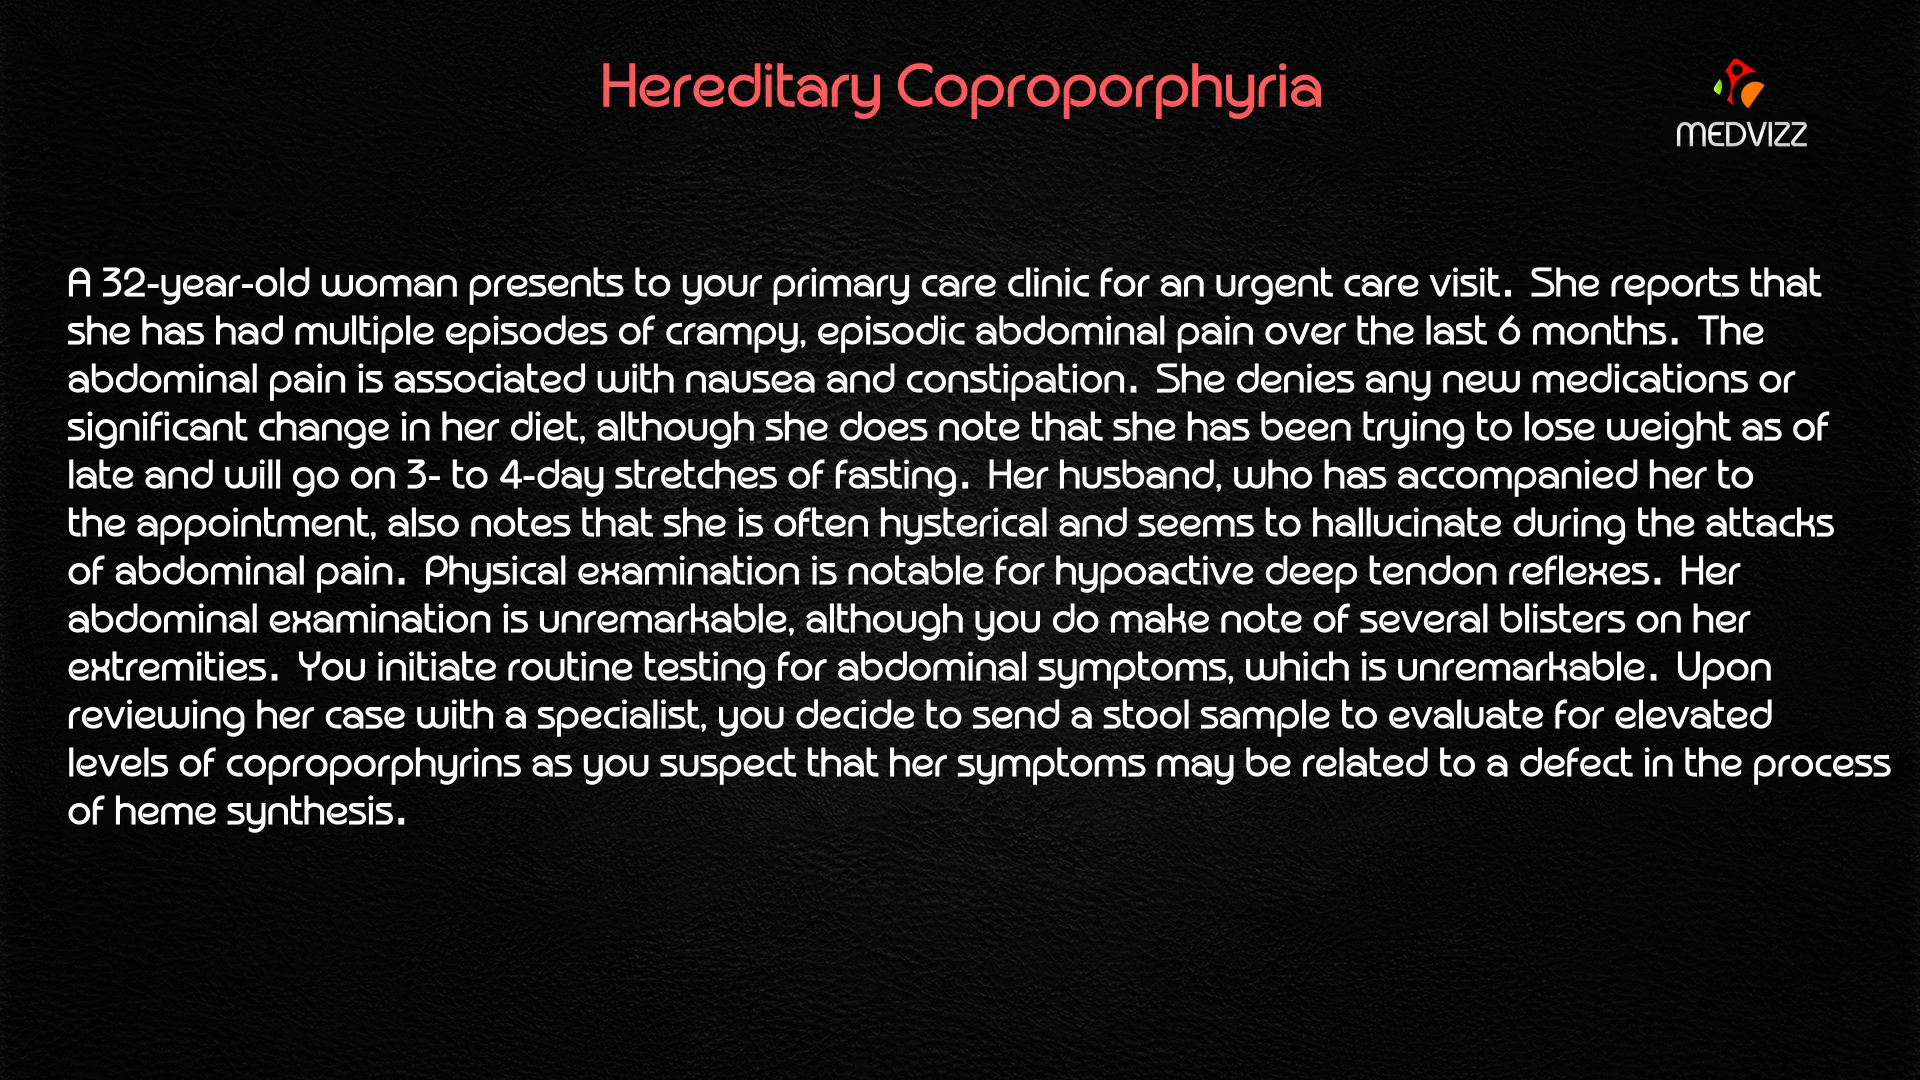 Hereditary Coproporphyria
MEDVIZZ
A 32-year-old woman presents to your primary care clinic for an urgent care visit. She reports that
she has had multiple episodes of crampy, episodic abdominal pain over the last 6 months. The
abdominal pain is associated with nausea and constipation. She denies any new medications or
significant change in her diet, although she does note that she has been trying to lose weight as of
late and will go on 3- to 4-day stretches of fasting. Her husband, who has accompanied her to
the appointment, also notes that she is often hysterical and seems to hallucinate during the attacks
of abdominal pain. Physical examination is notable for hypoactive deep tendon reflexes. Her
abdominal examination is unremarkable, although you do make note of several blisters on her
extremities. You initiate routine testing for abdominal symptoms, which is unremarkable. Upon
reviewing her case with a specialist, you decide to send a stool sample to evaluate for elevated
levels of coproporphyrins as you suspect that her symptoms may be related to a defect in the process
of heme synthesis.